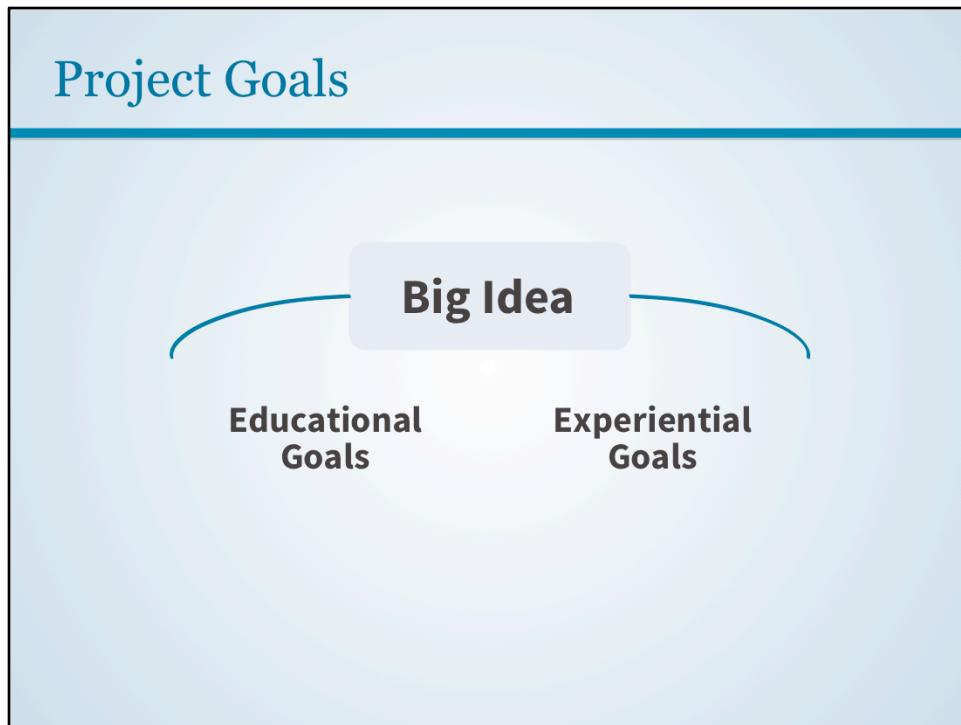 Project Goals
Big Idea
Educational
Goals
Experiential
Goals